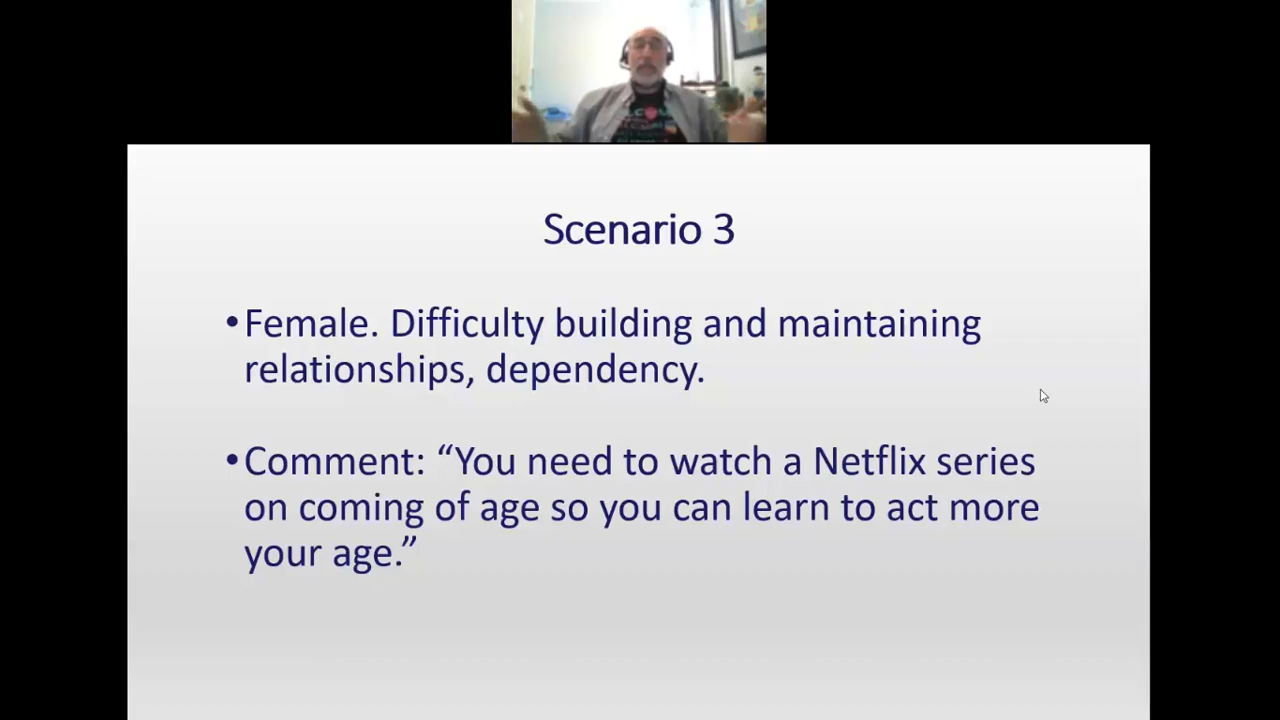 Scenario 3
•Female. Difficulty building and maintaining
relationships, dependency.
•Comment: “You need to watch a Netflix series
on coming of age so you can learn to act more
your age.”